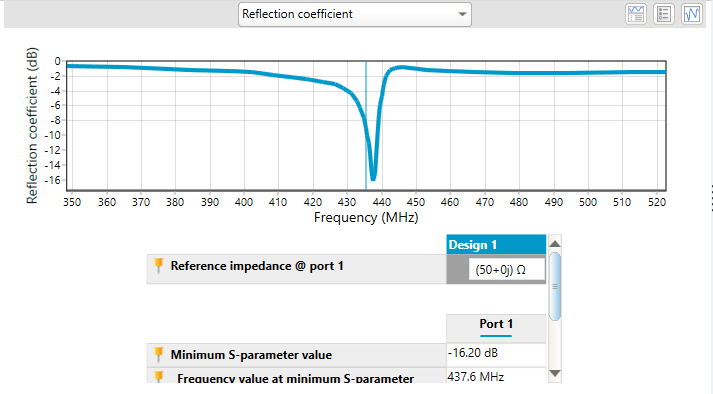 Reflection coefficient
Reflection coefficient (dB)
0
-2
-4
-6
-8
-10
-12
-14
-16
350 360 370 380 390 400 410 420 430 440 450 460 470 480 490 500 510 520
Frequency (MHz)
Design 1
Reference impedance @ port 1 (50+0j) Ω
Port 1
Minimum S-parameter value -16.20 dB
Frequency value at minimum S-parameter 437.6 MHz